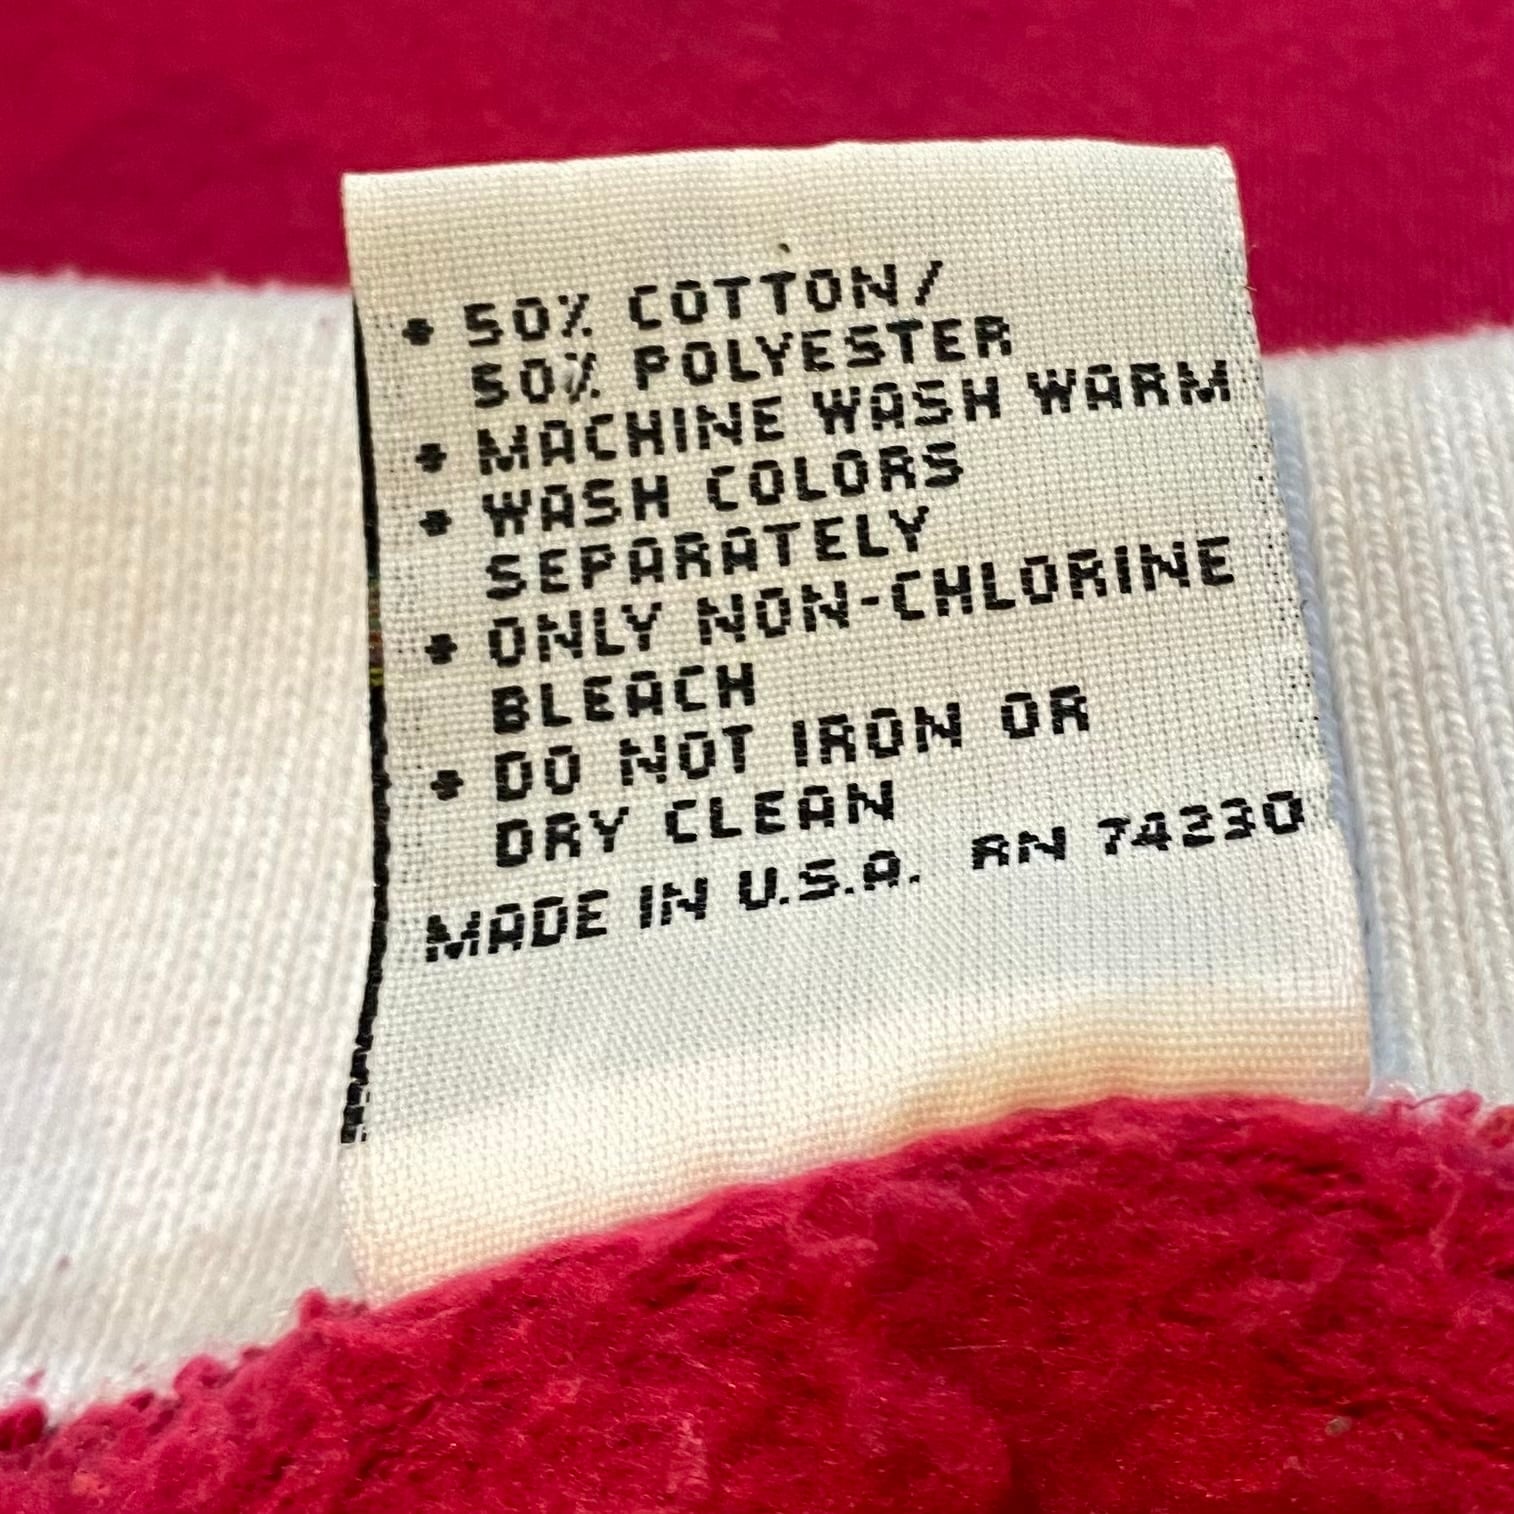 • 50% COTTON/
50% POLYESTER
• MACHINE WASH WARM
• WASH COLORS
SEPARATELY
• ONLY NON-CHLORINE
BLEACH
• DO NOT IRON OR
DRY CLEAN
MADE IN U.S.A. RN 74230